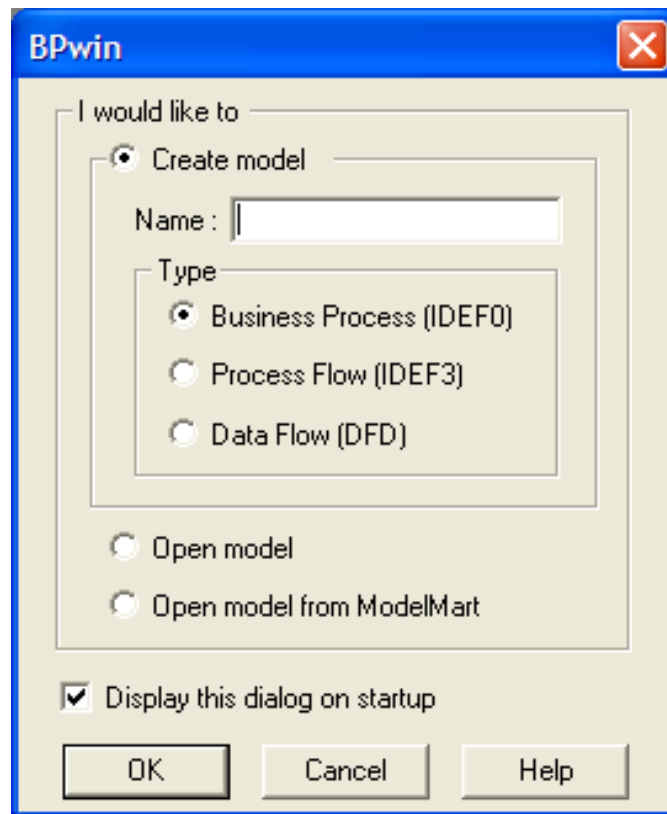 BPwin
I would like to
Create model
Name :
Type
Business Process (IDEF0)
Process Flow (IDEF3)
Data Flow (DFD)
Open model
Open model from ModelMart
Display this dialog on startup
OK Cancel Help